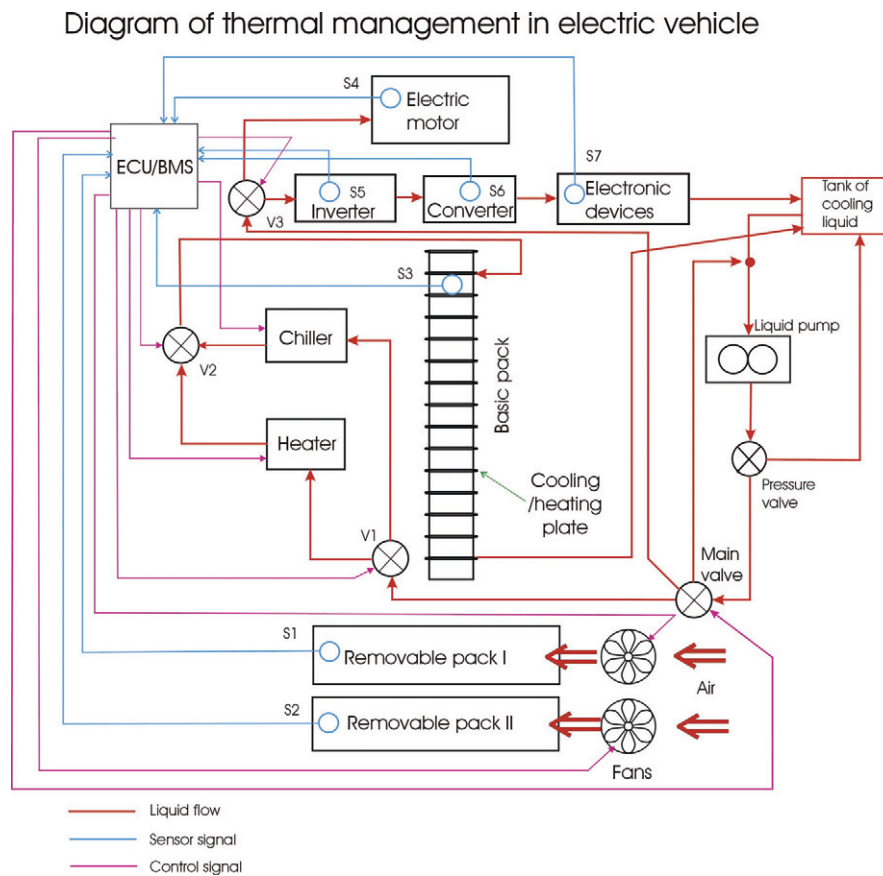 Diagram of thermal management in electric vehicle
S4
Electric
motor
ECU/BMS
S7
S5
Inverter
S6
Converter
Electronic
devices
Tank of
cooling
liquid
V3
S3
Liquid pump
Chiller
V2
Basic pack
Heater
Cooling
/heating
plate
Pressure
valve
V1
Main
valve
S1
Removable pack I
Air
S2
Removable pack II
Fans
Liquid flow
Sensor signal
Control signal